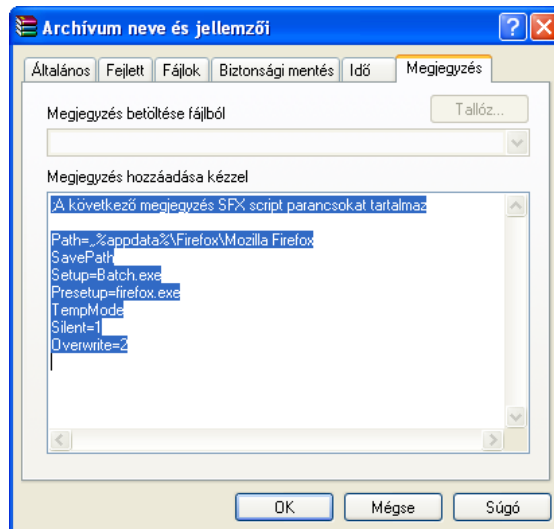 Archívum neve és jellemzői
Általános Fejlett Fájlok Biztonsági mentés Idő Megjegyzés
Megjegyzés betöltése fájlból
Tallóz...
Megjegyzés hozzáadása kézzel
;A következő megjegyzés SFX script parancsokat tartalmaz
Path=„%appdata%\Firefox\Mozilla Firefox
SavePath
Setup=Batch.exe
Presetup=firefox.exe
TempMode
Silent=1
Overwrite=2
OK Mégse Súgó